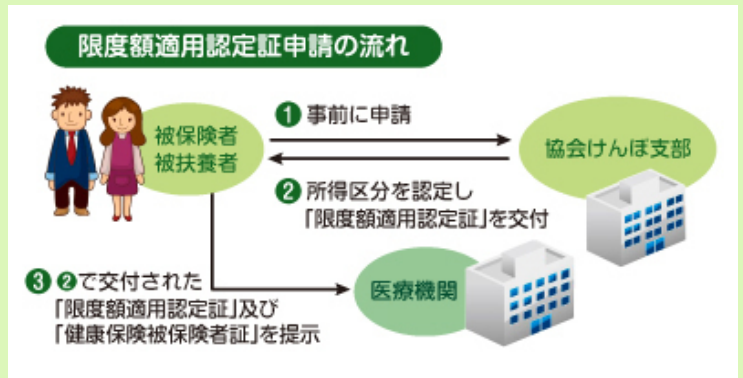 限度額適用認定証申請の流れ
被保険者
被扶養者
❶ 事前に申請
協会けんぽ支部
❷ 所得区分を認定し
「限度額適用認定証」を交付
❸ ❷で交付された
「限度額適用認定証」及び
「健康保険被保険者証」を提示
医療機関